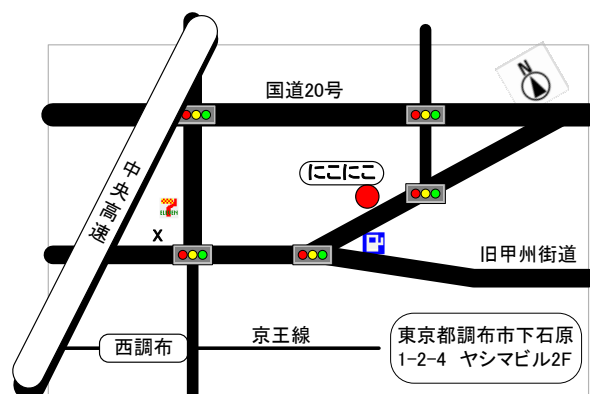 N
国道20号
にこにこ
中央高速
ELEVEN
X
旧甲州街道
京王線
西調布
東京都調布市下石原
1-2-4 ヤシマビル2F